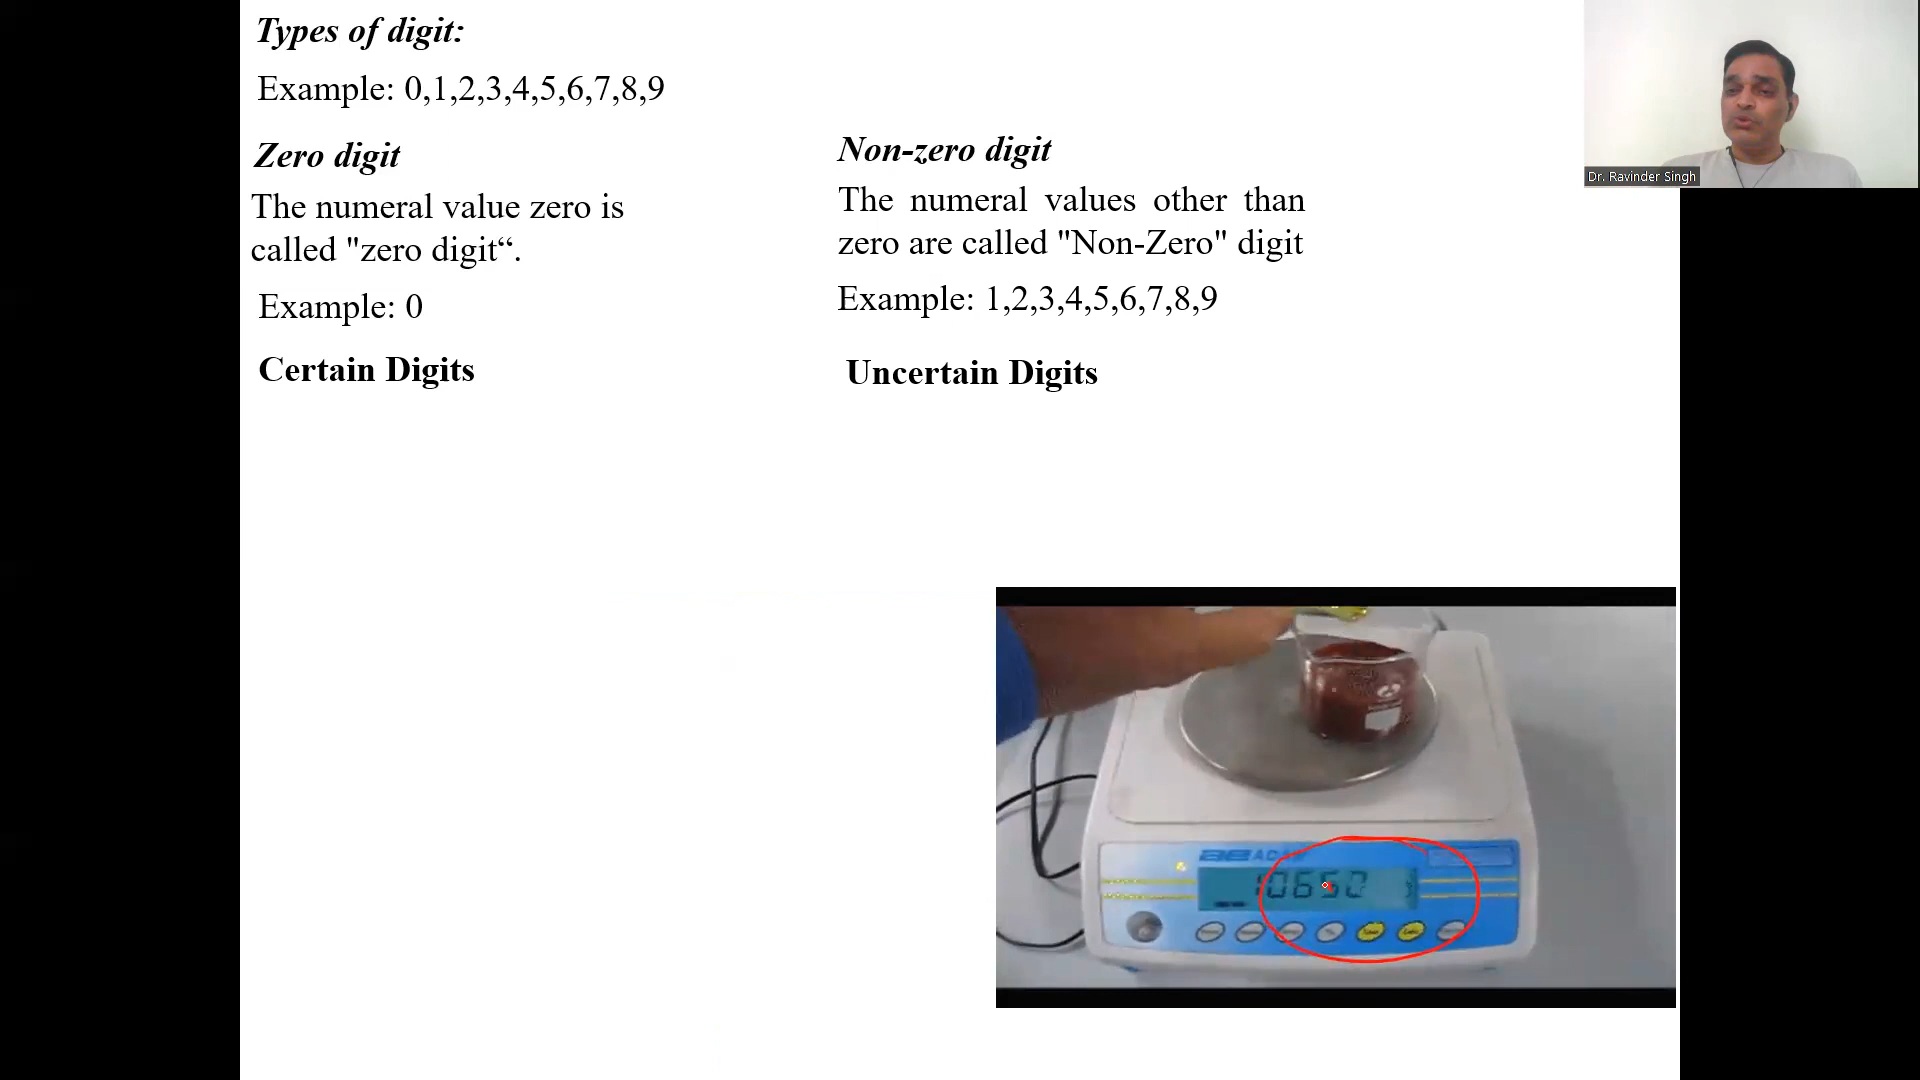 Types of digit:
Example: 0,1,2,3,4,5,6,7,8,9
Zero digit
The numeral value zero is
called "zero digit“.
Example: 0
Certain Digits
Non-zero digit
The numeral values other than
zero are called "Non-Zero" digit
Example: 1,2,3,4,5,6,7,8,9
Uncertain Digits
Dr. Ravinder Singh
10650